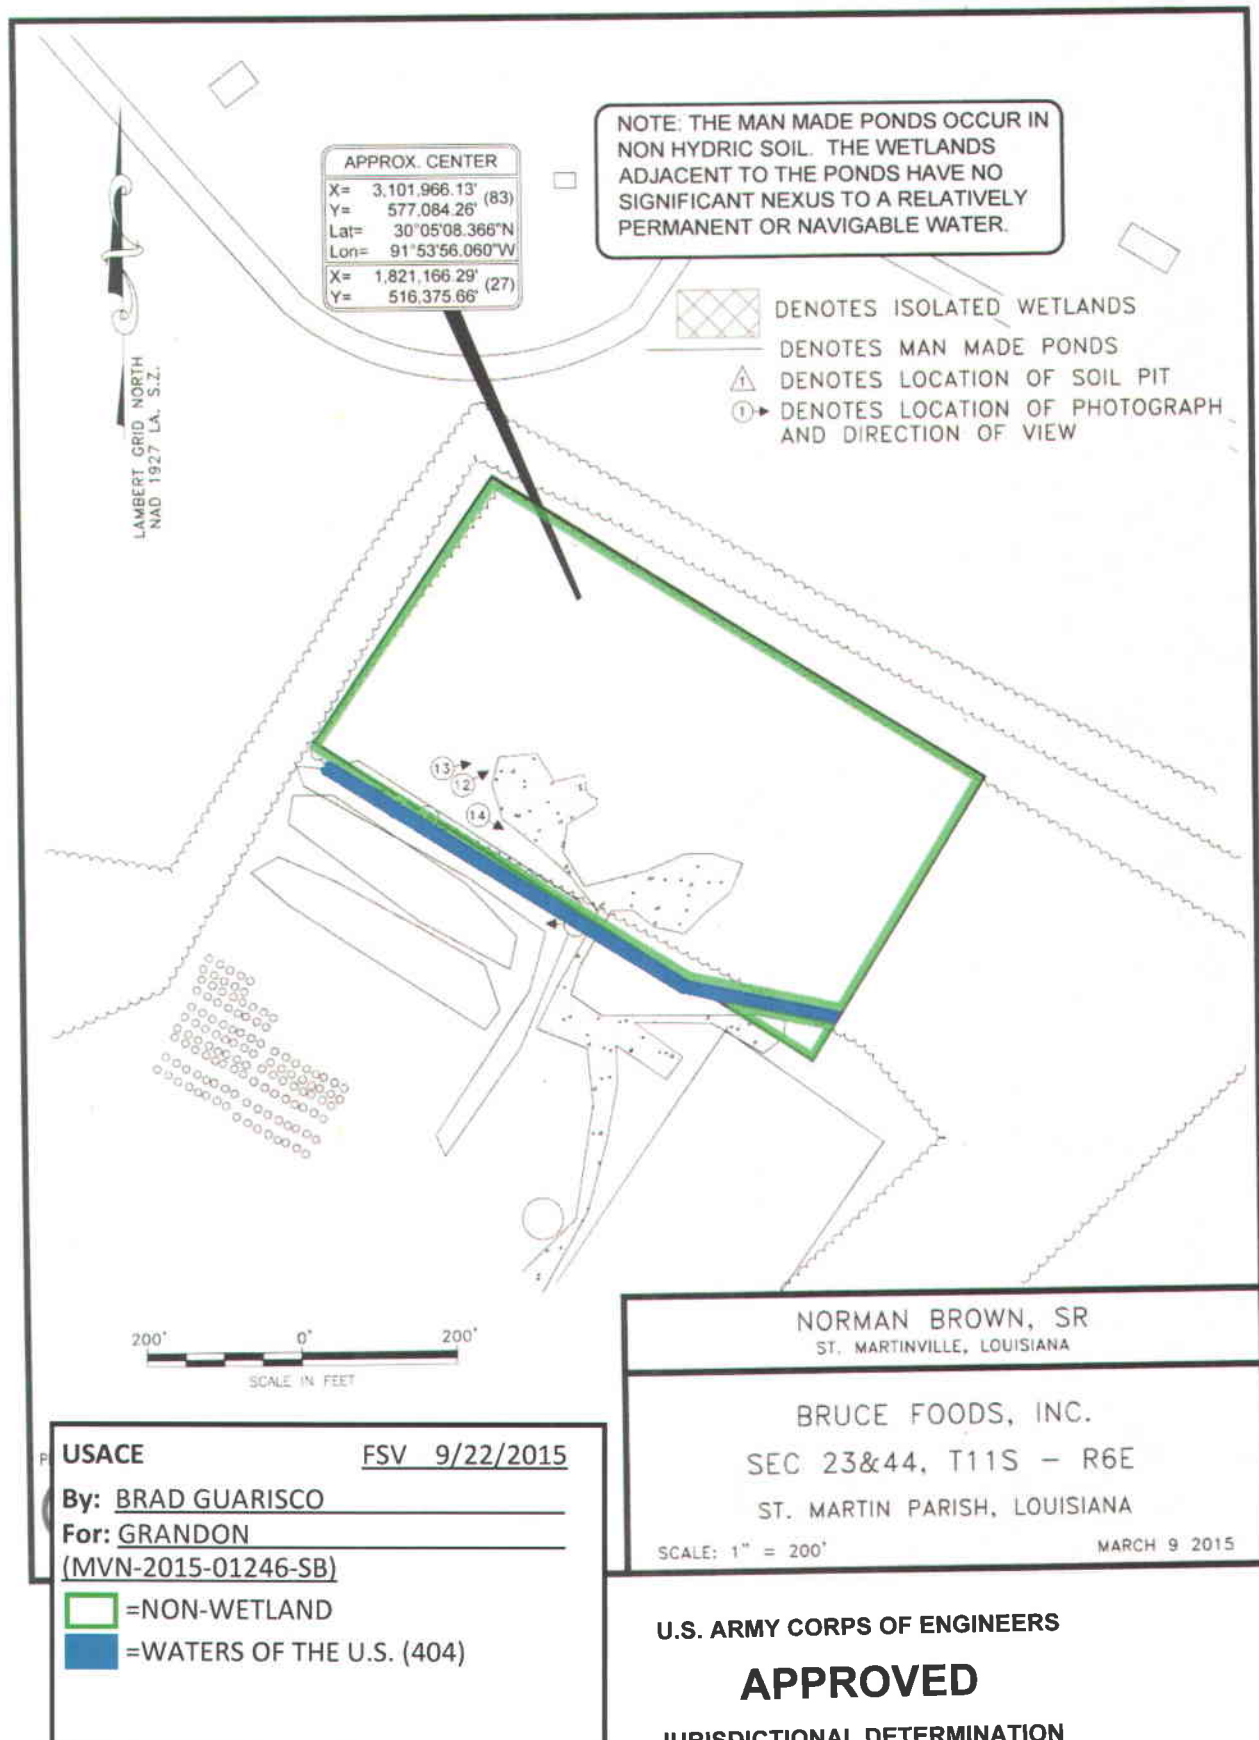 APPROX. CENTER
X= 3,101,966.13' (83)
Y= 577,084.26'
Lat= 30°05'08.366"N
Lon= 91°53'56.060"W
X= 1,821,166.29' (27)
Y= 516,375.66'
NOTE: THE MAN MADE PONDS OCCUR IN
NON HYDRIC SOIL. THE WETLANDS
ADJACENT TO THE PONDS HAVE NO
SIGNIFICANT NEXUS TO A RELATIVELY
PERMANENT OR NAVIGABLE WATER.
DENOTES ISOLATED WETLANDS
DENOTES MAN MADE PONDS
1 DENOTES LOCATION OF SOIL PIT
1 DENOTES LOCATION OF PHOTOGRAPH
AND DIRECTION OF VIEW
LAMBERT GRID NORTH
NAD 1927 LA. S.Z.
13
12
14
200' 0' 200'
SCALE IN FEET
NORMAN BROWN, SR
ST. MARTINVILLE, LOUISIANA
BRUCE FOODS, INC.
SEC 23&44, T11S - R6E
ST. MARTIN PARISH, LOUISIANA
SCALE: 1" = 200' MARCH 9 2015
USACE FSV 9/22/2015
By: BRAD GUARISCO
For: GRANDON
(MVN-2015-01246-SB)
=NON-WETLAND
=WATERS OF THE U.S. (404)
U.S. ARMY CORPS OF ENGINEERS
APPROVED
JURISDICTIONAL DETERMINATION